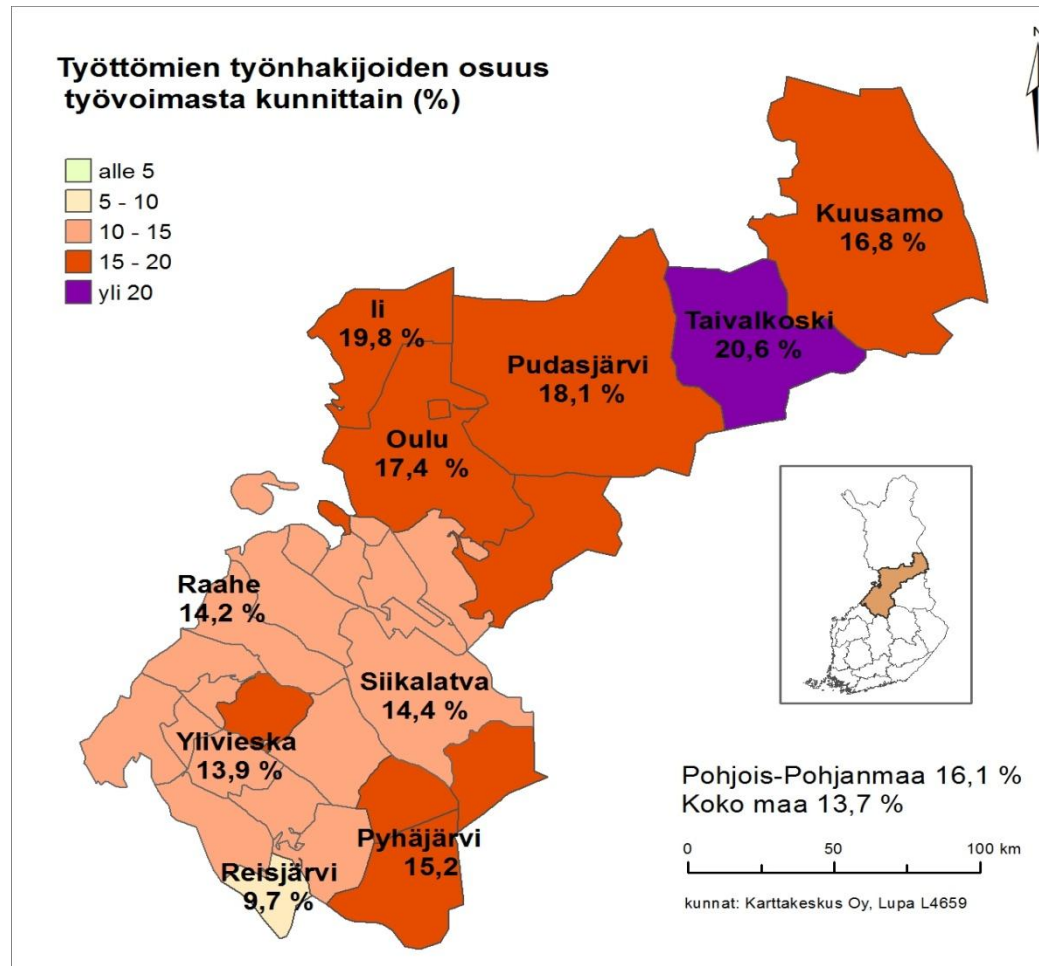 Työttömien työnhakijoiden osuus
työvoimasta kunnittain (%)
alle 5
5 - 10
10 - 15
15 - 20
yli 20
N
Kuusamo
16,8 %
Ii
19,8 %
Taivalkoski
20,6 %
Pudasjärvi
18,1 %
Oulu
17,4 %
Raahe
14,2 %
Siikalatva
14,4 %
Ylivieska
13,9 %
Pyhäjärvi
15,2
Reisjärvi
9,7 %
Pohjois-Pohjanmaa 16,1 %
Koko maa 13,7 %
0 50 100 km
kunnat: Karttakeskus Oy, Lupa L4659